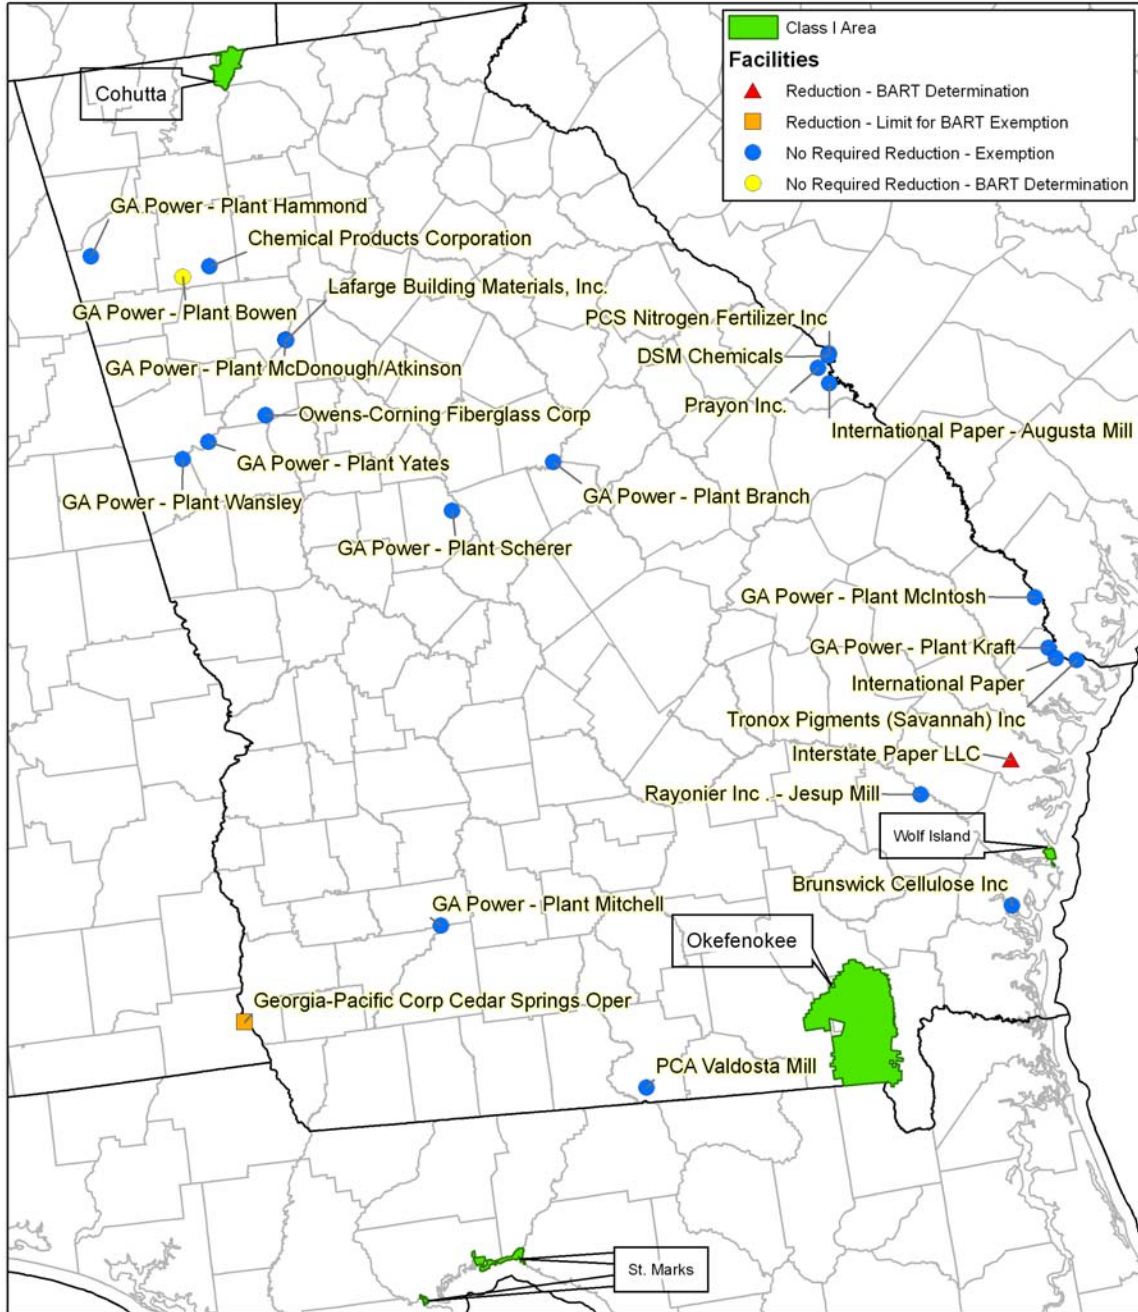 Class I Area
Facilities
Reduction - BART Determination
Reduction - Limit for BART Exemption
No Required Reduction - Exemption
No Required Reduction - BART Determination
Cohutta
GA Power - Plant Hammond
Chemical Products Corporation
Lafarge Building Materials, Inc.
GA Power - Plant Bowen
PCS Nitrogen Fertilizer Inc
DSM Chemicals
GA Power - Plant McDonough/Atkinson
Prayon Inc.
Owens-Corning Fiberglass Corp
International Paper - Augusta Mill
GA Power - Plant Yates
GA Power - Plant Wansley
GA Power - Plant Branch
GA Power - Plant Scherer
GA Power - Plant McIntosh
GA Power - Plant Kraft
International Paper
Tronox Pigments (Savannah) Inc
Interstate Paper LLC
Rayonier Inc . - Jesup Mill
Wolf Island
Brunswick Cellulose Inc
GA Power - Plant Mitchell
Okefenokee
Georgia-Pacific Corp Cedar Springs Oper
PCA Valdosta Mill
St. Marks